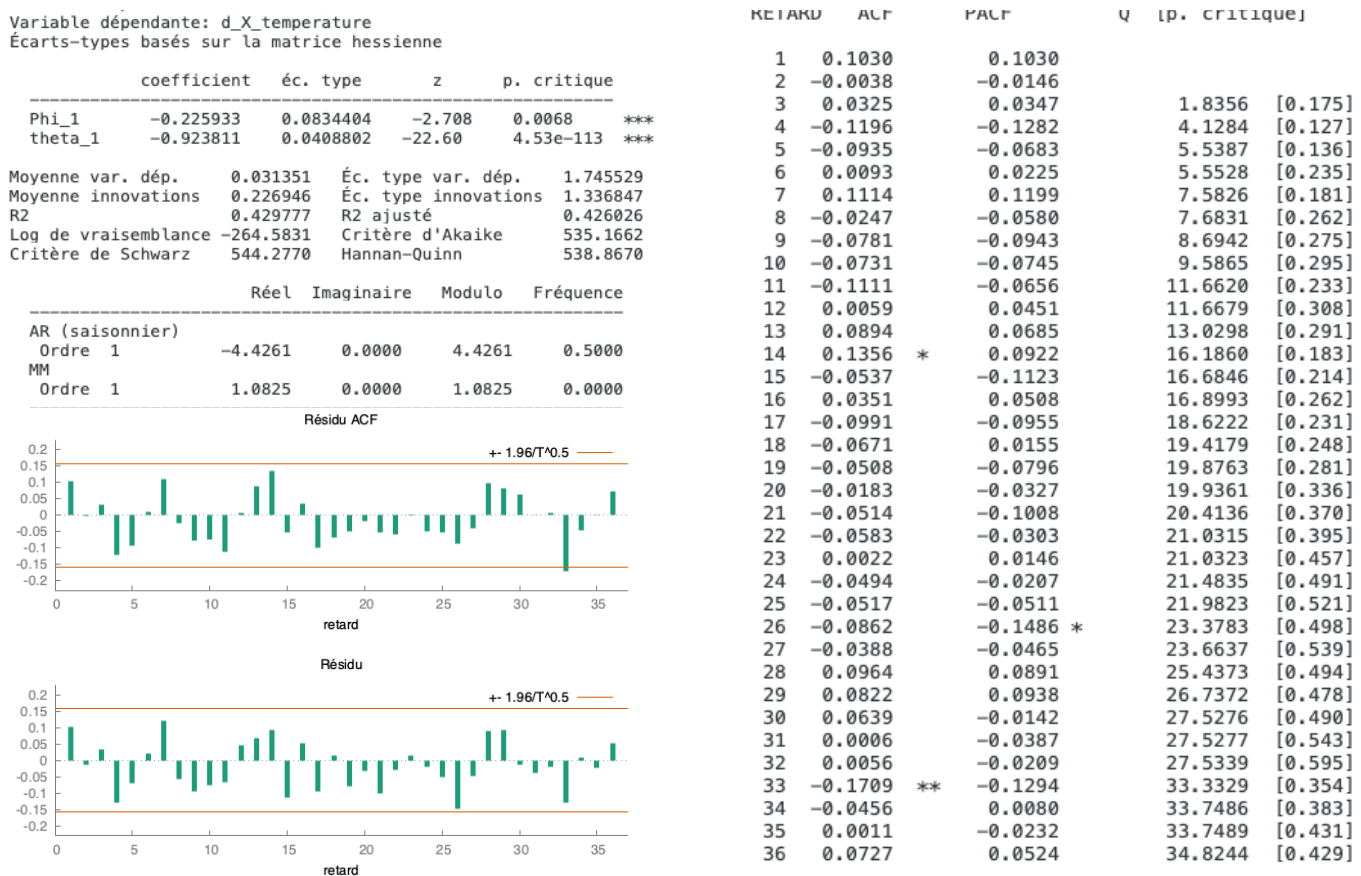 Variable dépendante: d_X_temperature
Écarts-types basés sur la matrice hessienne
coefficient éc. type z p. critique
Phi_1 -0.225933 0.0834404 -2.708 0.0068 ***
theta_1 -0.923811 0.0408802 -22.60 4.53e-113 ***
Moyenne var. dép. 0.031351 Éc. type var. dép. 1.745529
Moyenne innovations 0.226946 Éc. type innovations 1.336847
R2 0.429777 R2 ajusté 0.426026
Log de vraisemblance -264.5831 Critère d'Akaike 535.1662
Critère de Schwarz 544.2770 Hannan-Quinn 538.8670
Réel Imaginaire Modulo Fréquence
AR (saisonnier)
Ordre 1 -4.4261 0.0000 4.4261 0.5000
MM
Ordre 1 1.0825 0.0000 1.0825 0.0000
Résidu ACF
+- 1.96/T^0.5
0.2
0.15
0.1
0.05
0
-0.05
-0.1
-0.15
-0.2
0 5 10 15 20 25 30 35
retard
Résidu
+- 1.96/T^0.5
0.2
0.15
0.1
0.05
0
-0.05
-0.1
-0.15
-0.2
0 5 10 15 20 25 30 35
retard
RETARD ACF PACF Q [p. critique]
1 0.1030 0.1030
2 -0.0038 -0.0146
3 0.0325 0.0347 1.8356 [0.175]
4 -0.1196 -0.1282 4.1284 [0.127]
5 -0.0935 -0.0683 5.5387 [0.136]
6 0.0093 0.0225 5.5528 [0.235]
7 0.1114 0.1199 7.5826 [0.181]
8 -0.0247 -0.0580 7.6831 [0.262]
9 -0.0781 -0.0943 8.6942 [0.275]
10 -0.0731 -0.0745 9.5865 [0.295]
11 -0.1111 -0.0656 11.6620 [0.233]
12 0.0059 0.0451 11.6679 [0.308]
13 0.0894 0.0685 13.0298 [0.291]
14 0.1356 * 0.0922 16.1860 [0.183]
15 -0.0537 -0.1123 16.6846 [0.214]
16 0.0351 0.0508 16.8993 [0.262]
17 -0.0991 -0.0955 18.6222 [0.231]
18 -0.0671 0.0155 19.4179 [0.248]
19 -0.0508 -0.0796 19.8763 [0.281]
20 -0.0183 -0.0327 19.9361 [0.336]
21 -0.0514 -0.1008 20.4136 [0.370]
22 -0.0583 -0.0303 21.0315 [0.395]
23 0.0022 0.0146 21.0323 [0.457]
24 -0.0494 -0.0207 21.4835 [0.491]
25 -0.0517 -0.0511 21.9823 [0.521]
26 -0.0862 -0.1486 * 23.3783 [0.498]
27 -0.0388 -0.0465 23.6637 [0.539]
28 0.0964 0.0891 25.4373 [0.494]
29 0.0822 0.0938 26.7372 [0.478]
30 0.0639 -0.0142 27.5276 [0.490]
31 0.0006 -0.0387 27.5277 [0.543]
32 0.0056 -0.0209 27.5339 [0.595]
33 -0.1709 ** -0.1294 33.3329 [0.354]
34 -0.0456 0.0080 33.7486 [0.383]
35 0.0011 -0.0232 33.7489 [0.431]
36 0.0727 0.0524 34.8244 [0.429]